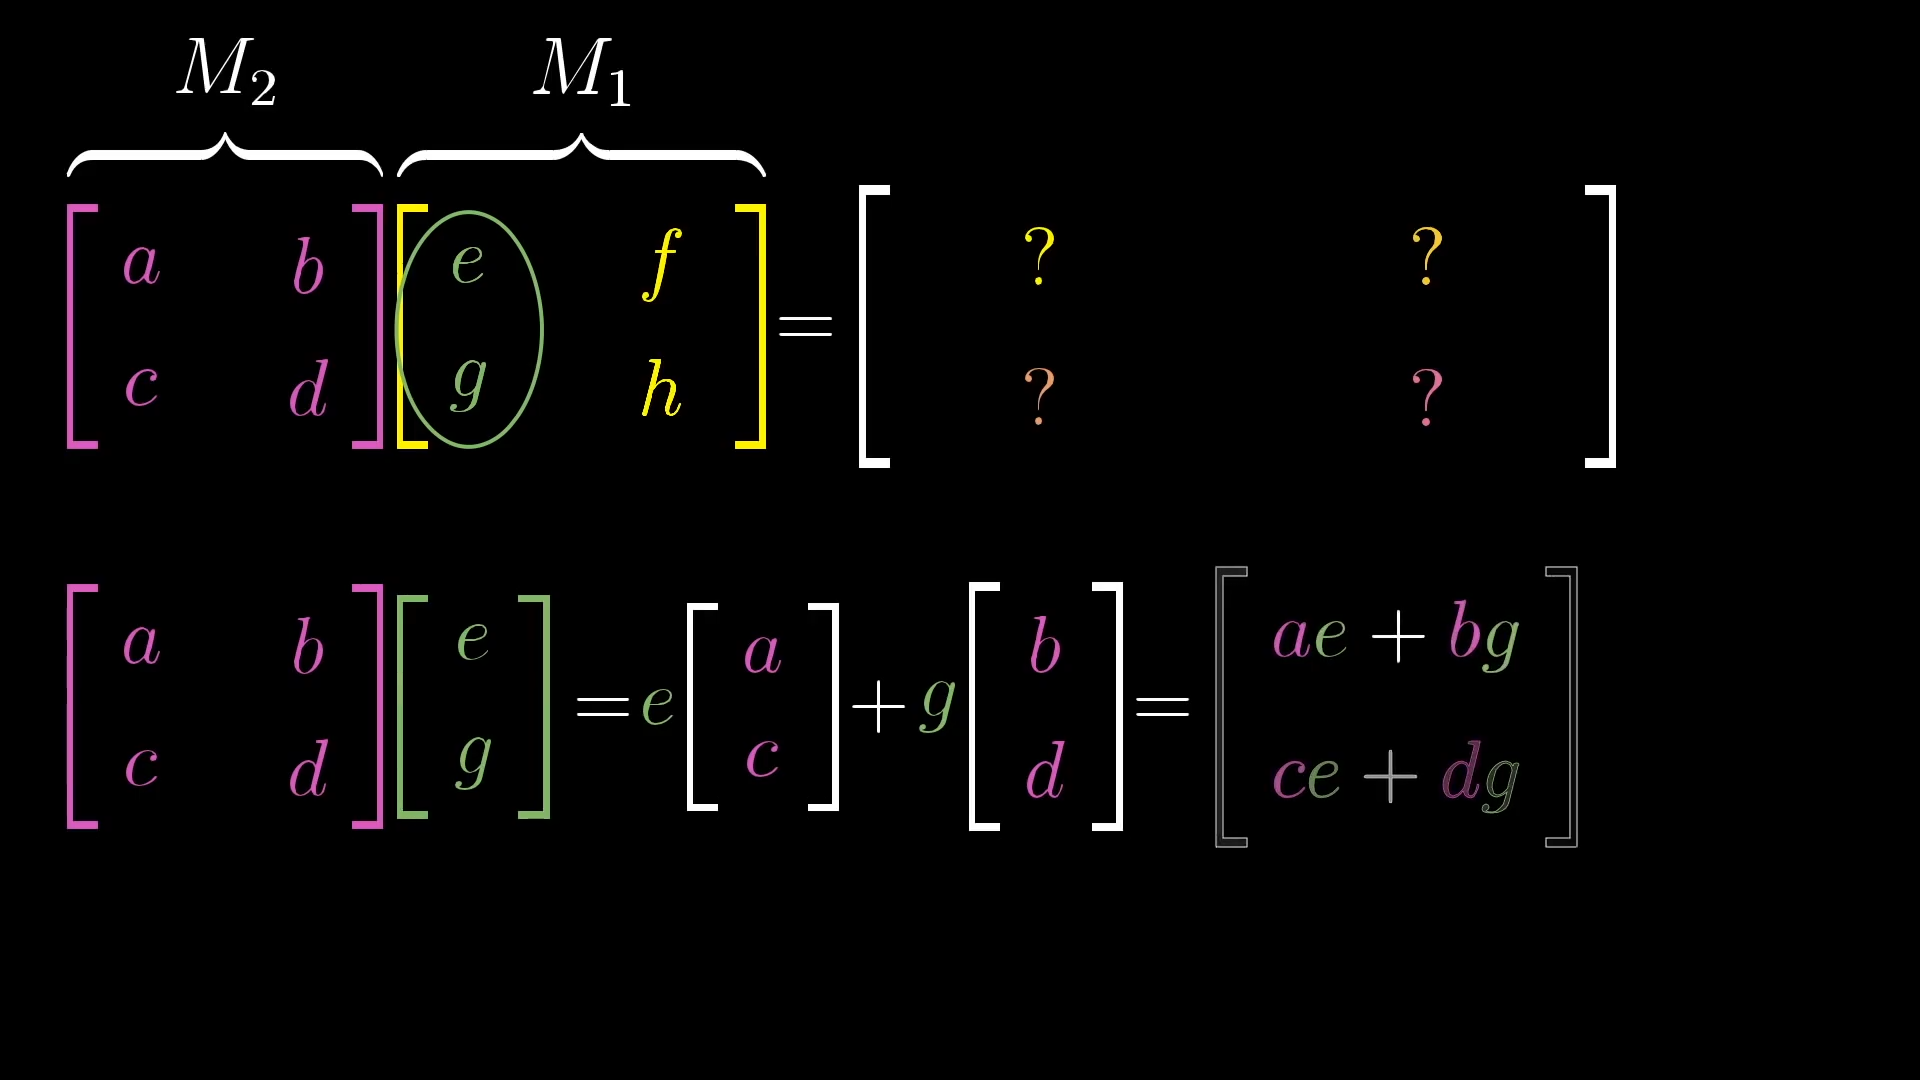 M₂ M₁
[a b; c d] [e f; g h] = [? ?; ? ?]
[a b; c d] [e; g] = e [a; c] + g [b; d] = [ae + bg; ce + dg]